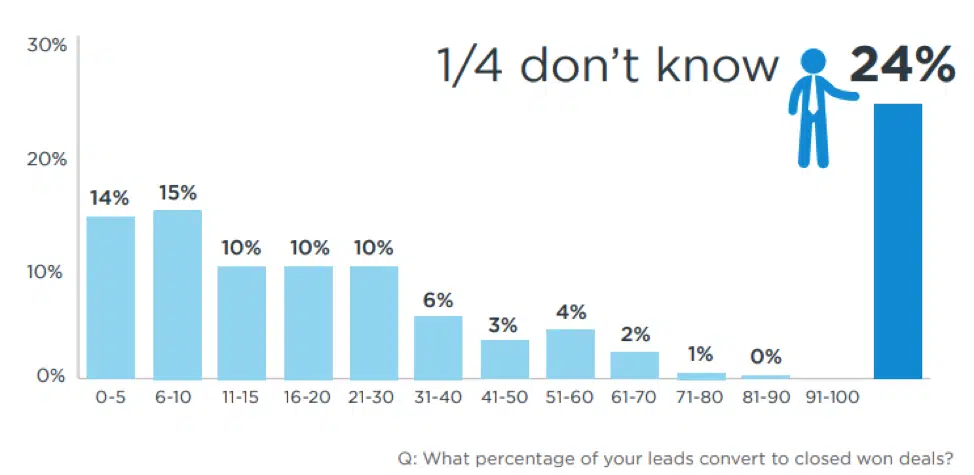 30%
1/4 don't know 24%
20%
14% 15%
10% 10% 10%
10%
6%
3% 4%
2%
1% 0%
0%
0-5 6-10 11-15 16-20 21-30 31-40 41-50 51-60 61-70 71-80 81-90 91-100
Q: What percentage of your leads convert to closed won deals?